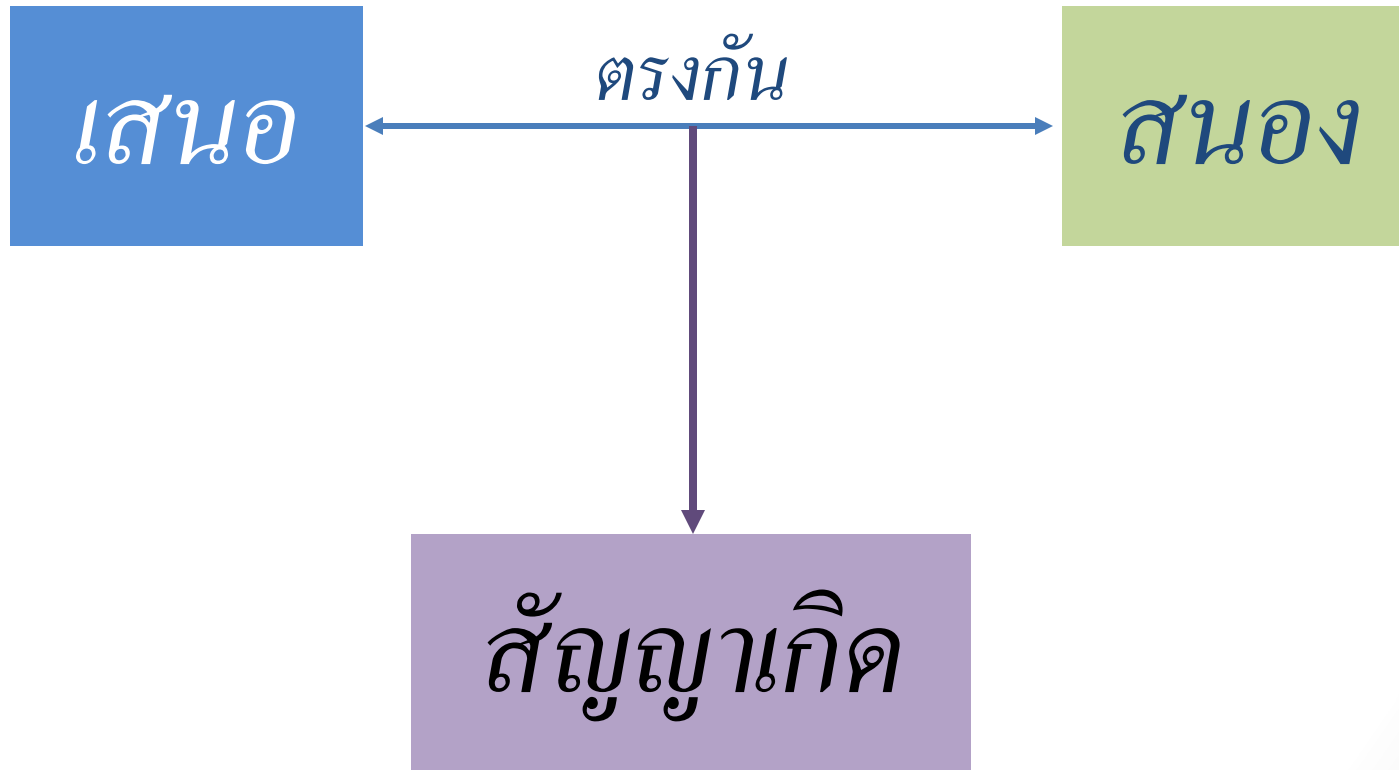 เสนอ
ตรงกัน
สนอง
สัญญาเกิด